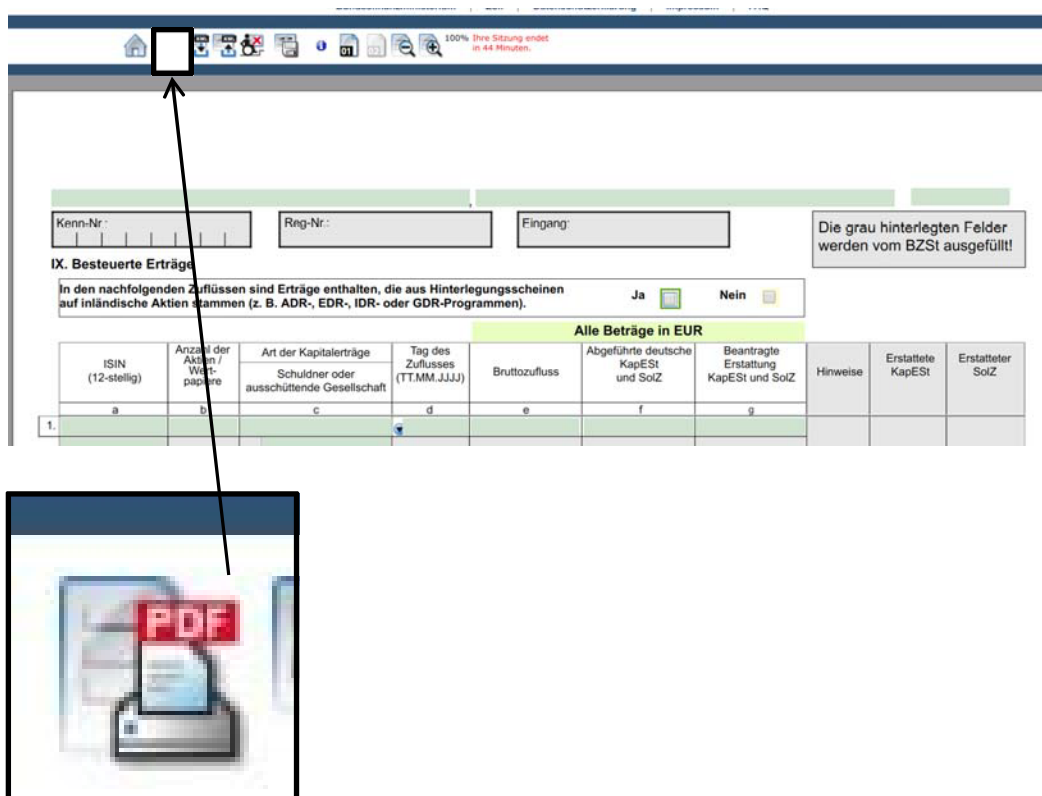 100% Ihre Sitzung endet
in 44 Minuten.
Kenn-Nr.:
Reg-Nr.:
Eingang:
Die grau hinterlegten Felder
werden vom BZSt ausgefüllt!
IX. Besteuerte Erträge
In den nachfolgenden Zuflüssen sind Erträge enthalten, die aus Hinterlegungsscheinen
auf inländische Aktien stammen (z. B. ADR-, EDR-, IDR- oder GDR-Programmen).
Ja
Nein
Alle Beträge in EUR
ISIN
(12-stellig)
Anzahl der
Aktien /
Wert-
papiere
Art der Kapitalerträge
Schuldner oder
ausschüttende Gesellschaft
Tag des
Zuflusses
(TT.MM.JJJJ)
Bruttozufluss
Abgeführte deutsche
KapESt
und SolZ
Beantragte
Erstattung
KapESt und SolZ
Hinweise
Erstattete
KapESt
Erstatteter
SolZ
a
b
c
d
e
f
g
1.
PDF